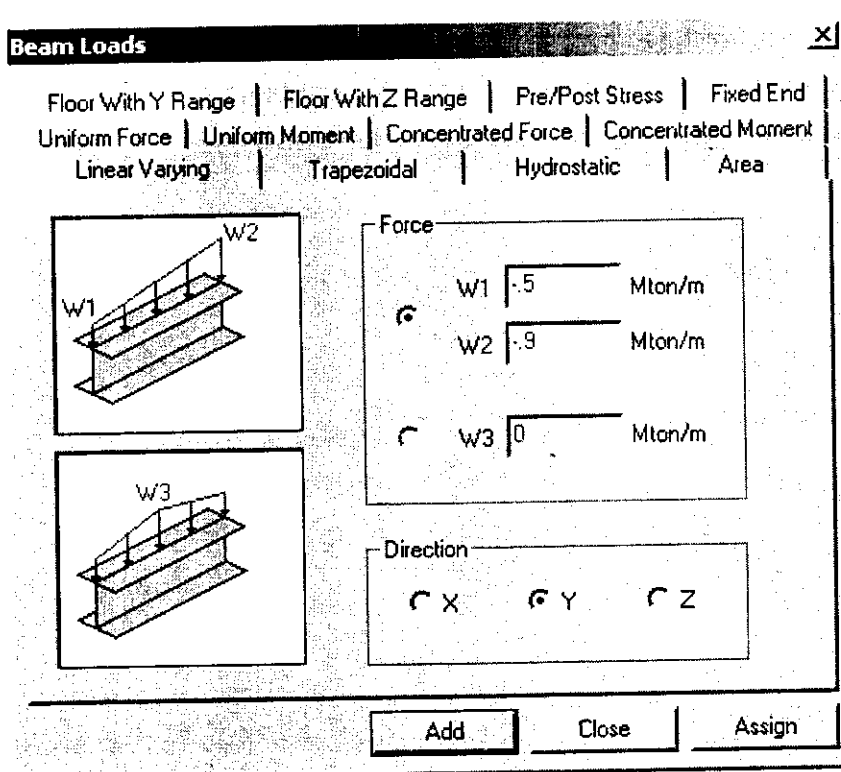 Beam Loads
Floor With Y Range | Floor With Z Range | Pre/Post Stress | Fixed End
Uniform Force | Uniform Moment | Concentrated Force | Concentrated Moment
Linear Varying | Trapezoidal | Hydrostatic | Area
W2
W1
W3
Force
W1 -.5 Mton/m
W2 -.9 Mton/m
W3 0 Mton/m
Direction
X Y Z
Add Close Assign